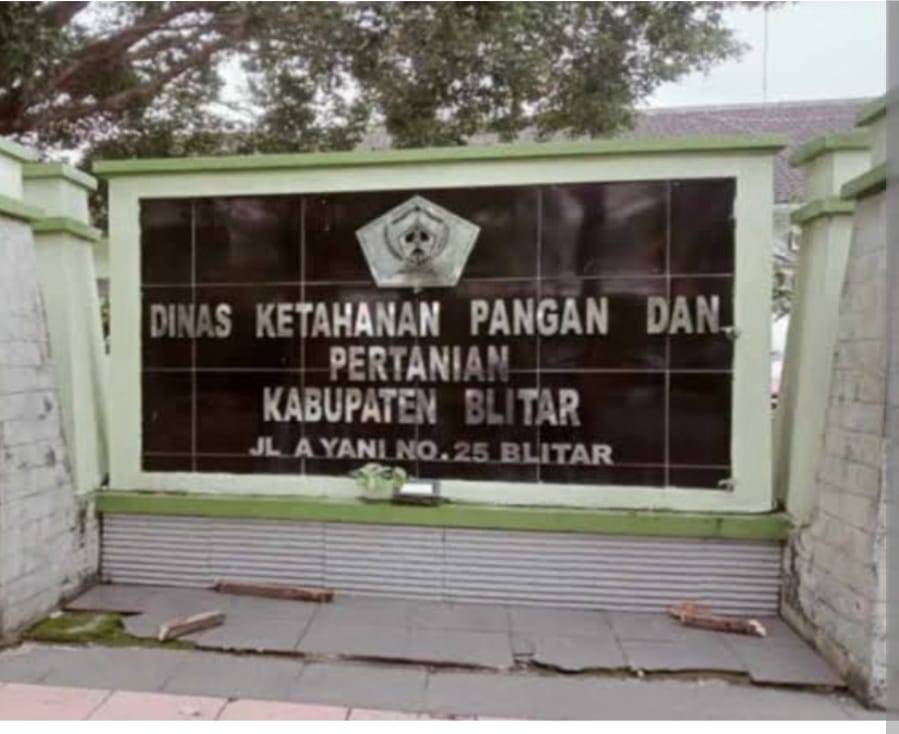 DINAS KETAHANAN PANGAN DAN
PERTANIAN
KABUPATEN BLITAR
JL A YANI NO.25 BLITAR